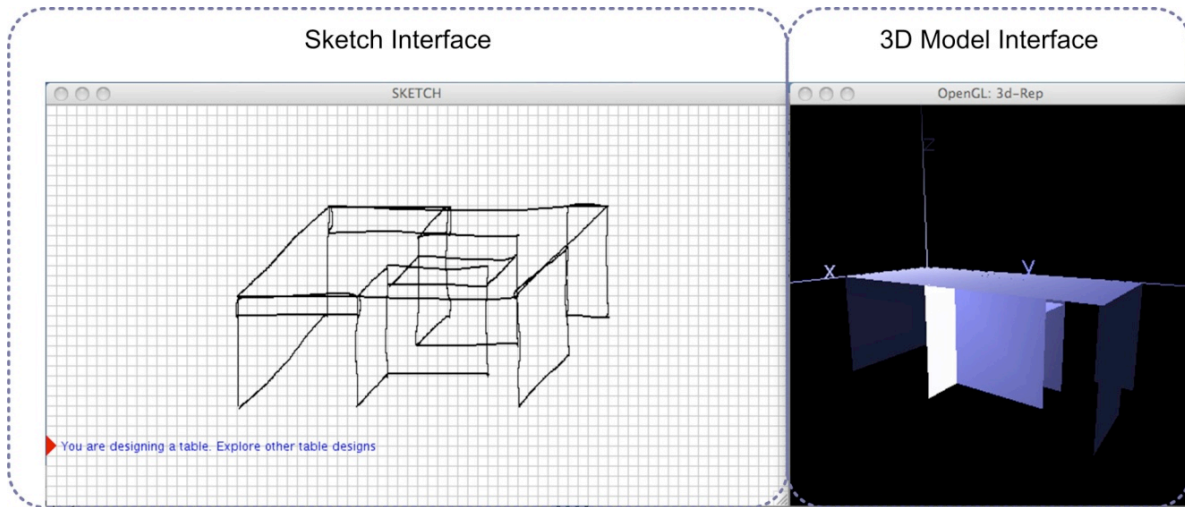 Sketch Interface
3D Model Interface
SKETCH
OpenGL: 3d-Rep
Z
X
Y
You are designing a table. Explore other table designs